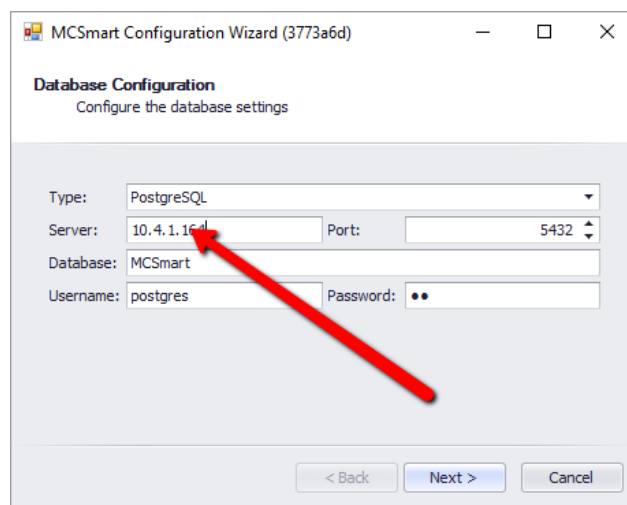 MCSmart Configuration Wizard (3773a6d)
Database Configuration
Configure the database settings
Type: PostgreSQL
Server: 10.4.1.164 Port: 5432
Database: MCSmart
Username: postgres Password: ●●
< Back Next > Cancel